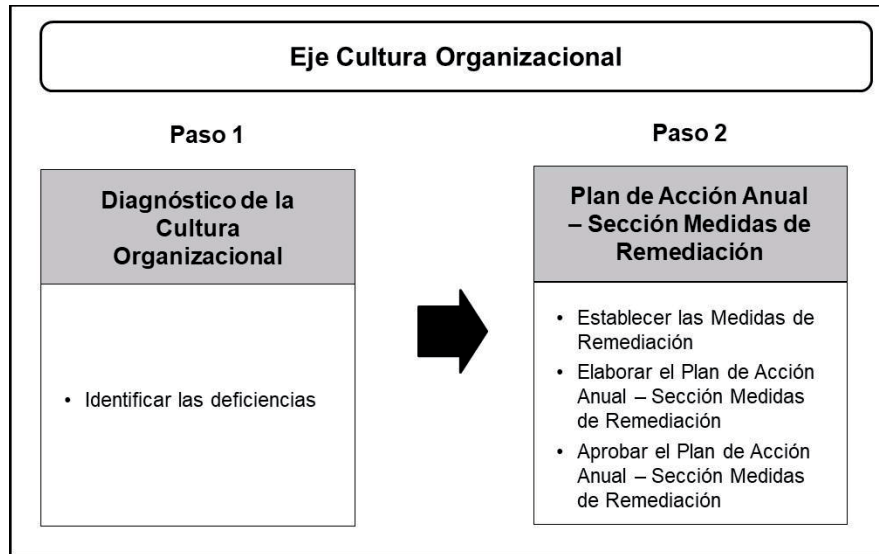 Eje Cultura Organizacional
Paso 1
Diagnóstico de la
Cultura
Organizacional
• Identificar las deficiencias
Paso 2
Plan de Acción Anual
– Sección Medidas de
Remediación
• Establecer las Medidas de
Remediación
• Elaborar el Plan de Acción
Anual – Sección Medidas
de Remediación
• Aprobar el Plan de Acción
Anual – Sección Medidas
de Remediación